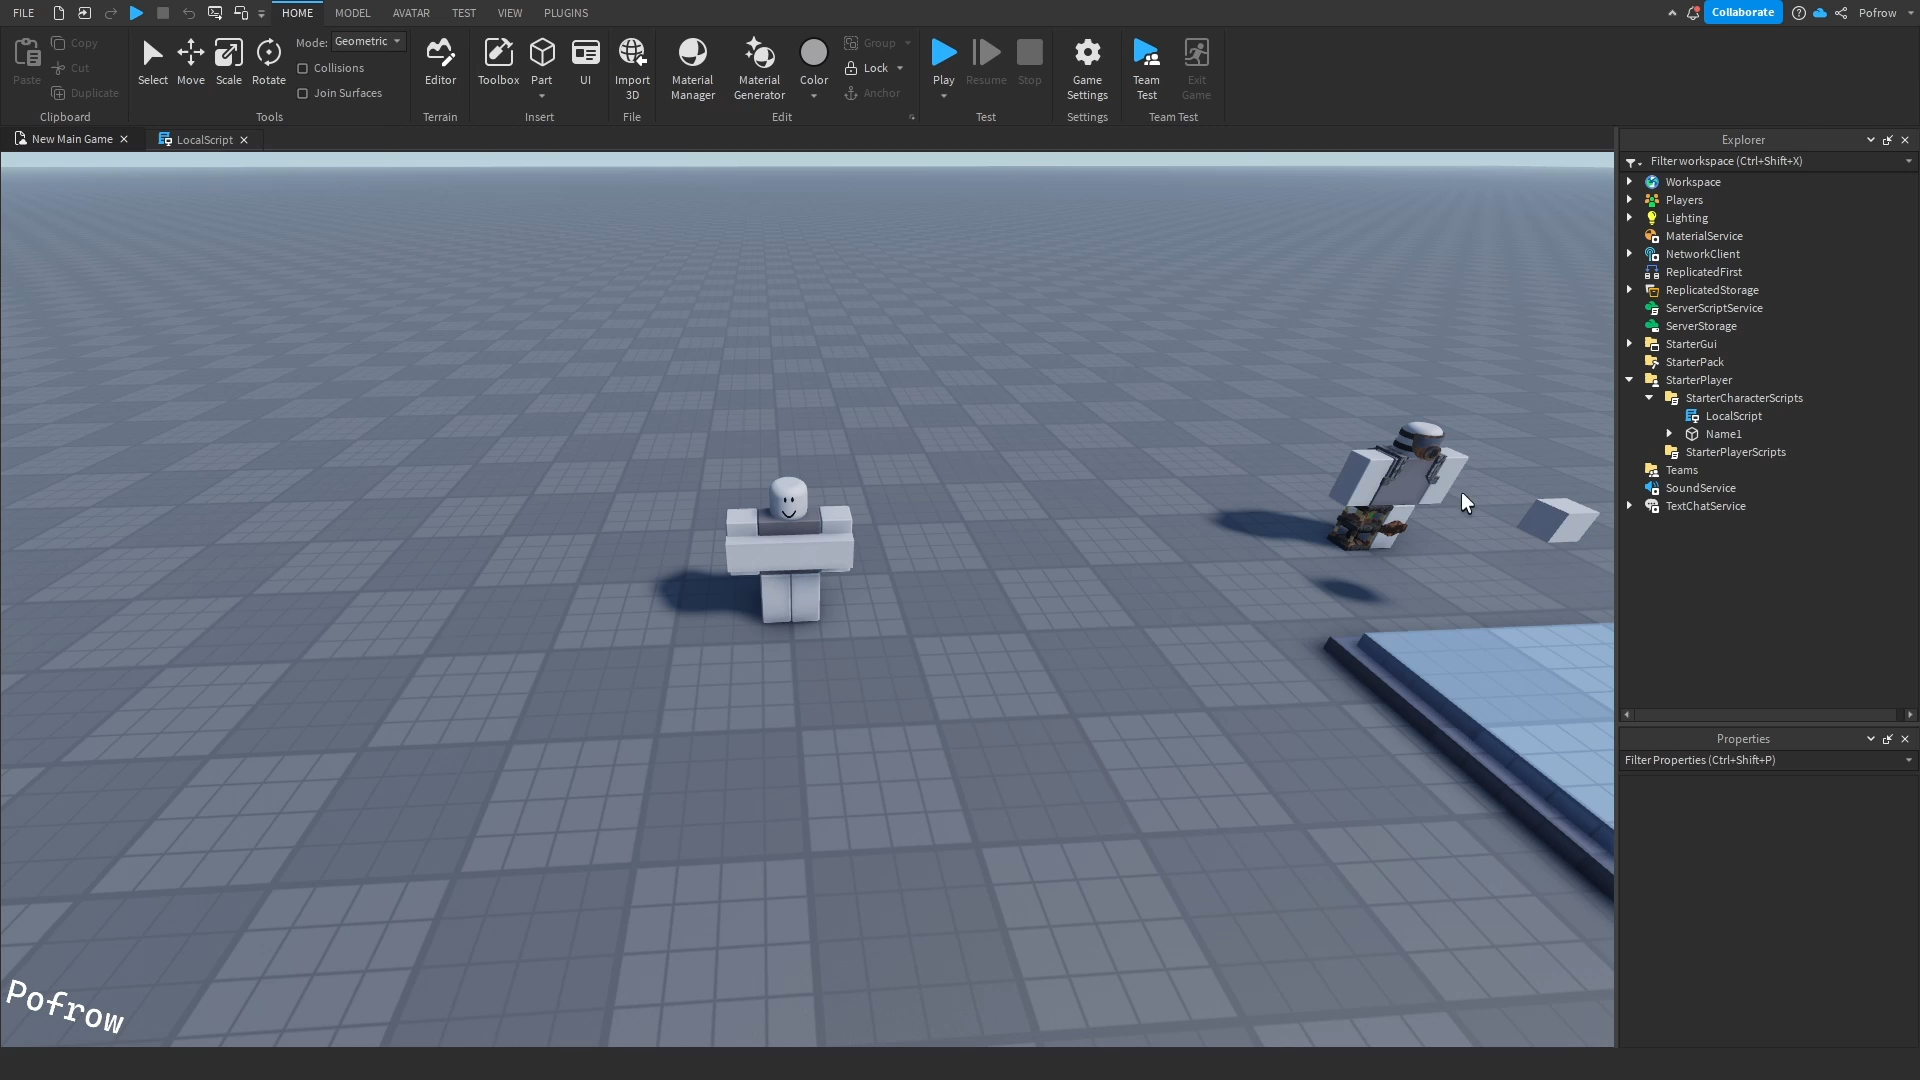 FILE HOME MODEL AVATAR TEST VIEW PLUGINS Collaborate Pofrow
Paste
Copy
Cut
Duplicate
Clipboard
Select Move Scale Rotate
Mode: Geometric
Collisions
Join Surfaces
Tools
Editor
Terrain
Toolbox Part UI
Insert
Import
3D
File
Material
Manager
Material
Generator
Color
Group
Lock
Anchor
Edit
Play Resume Stop
Test
Game
Settings
Settings
Team
Test
Exit
Game
Team Test
New Main Game LocalScript
Explorer
Filter workspace (Ctrl+Shift+X)
Workspace
Players
Lighting
MaterialService
NetworkClient
ReplicatedFirst
ReplicatedStorage
ServerScriptService
ServerStorage
StarterGui
StarterPack
StarterPlayer
StarterCharacterScripts
LocalScript
Name1
StarterPlayerScripts
Teams
SoundService
TextChatService
Properties
Filter Properties (Ctrl+Shift+P)
Pofrow